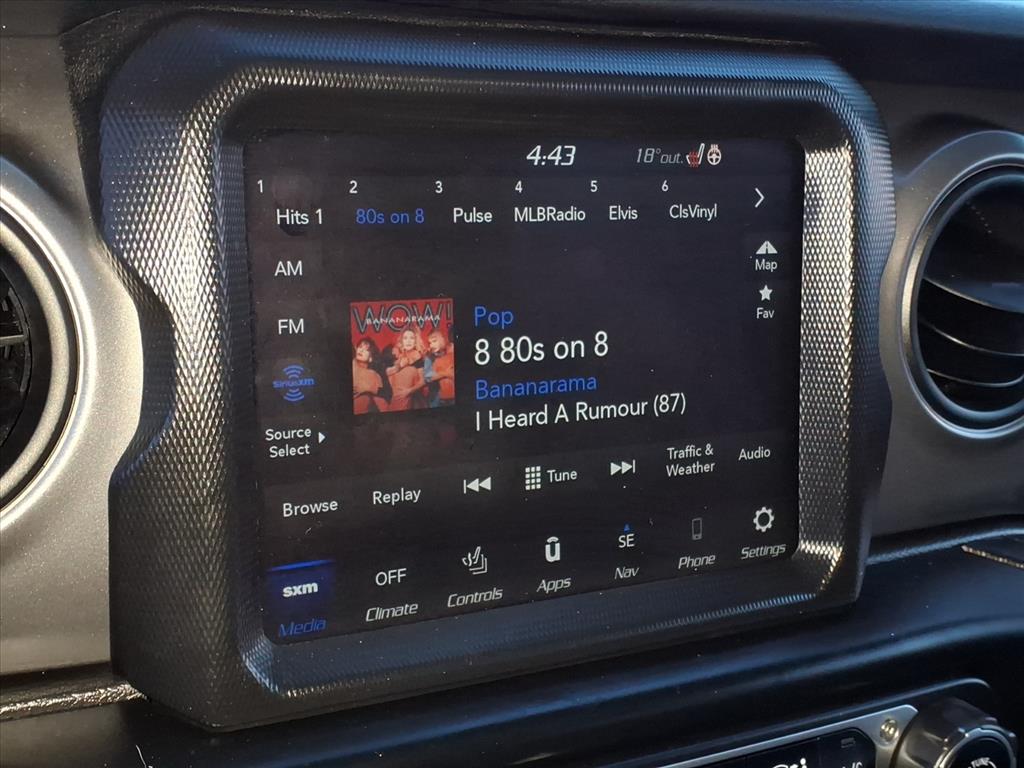 4:43 18° out.
1 2 3 4 5 6
Hits 1 80s on 8 Pulse MLBRadio Elvis ClsVinyl
AM
Map
Fav
FM
WOW!
BANANARAMA
Pop
8 80s on 8
siriusxm
Bananarama
I Heard A Rumour (87)
Source
Select
Browse Replay Tune Traffic &
Weather Audio
sxm OFF SE
Media Climate Controls Apps Nav Phone Settings